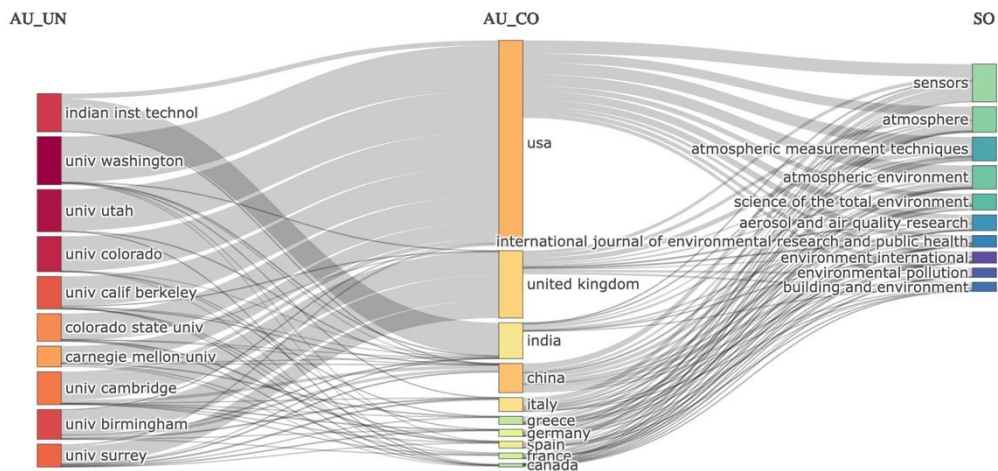 AU_UN
AU_CO
SO
indian inst technol
univ washington
univ utah
univ colorado
univ calif berkeley
colorado state univ
carnegie mellon univ
univ cambridge
univ birmingham
univ surrey
usa
united kingdom
india
china
italy
greece
germany
spain
france
canada
sensors
atmosphere
atmospheric measurement techniques
atmospheric environment
science of the total environment
aerosol and air quality research
international journal of environmental research and public health
environment international
environmental pollution
building and environment